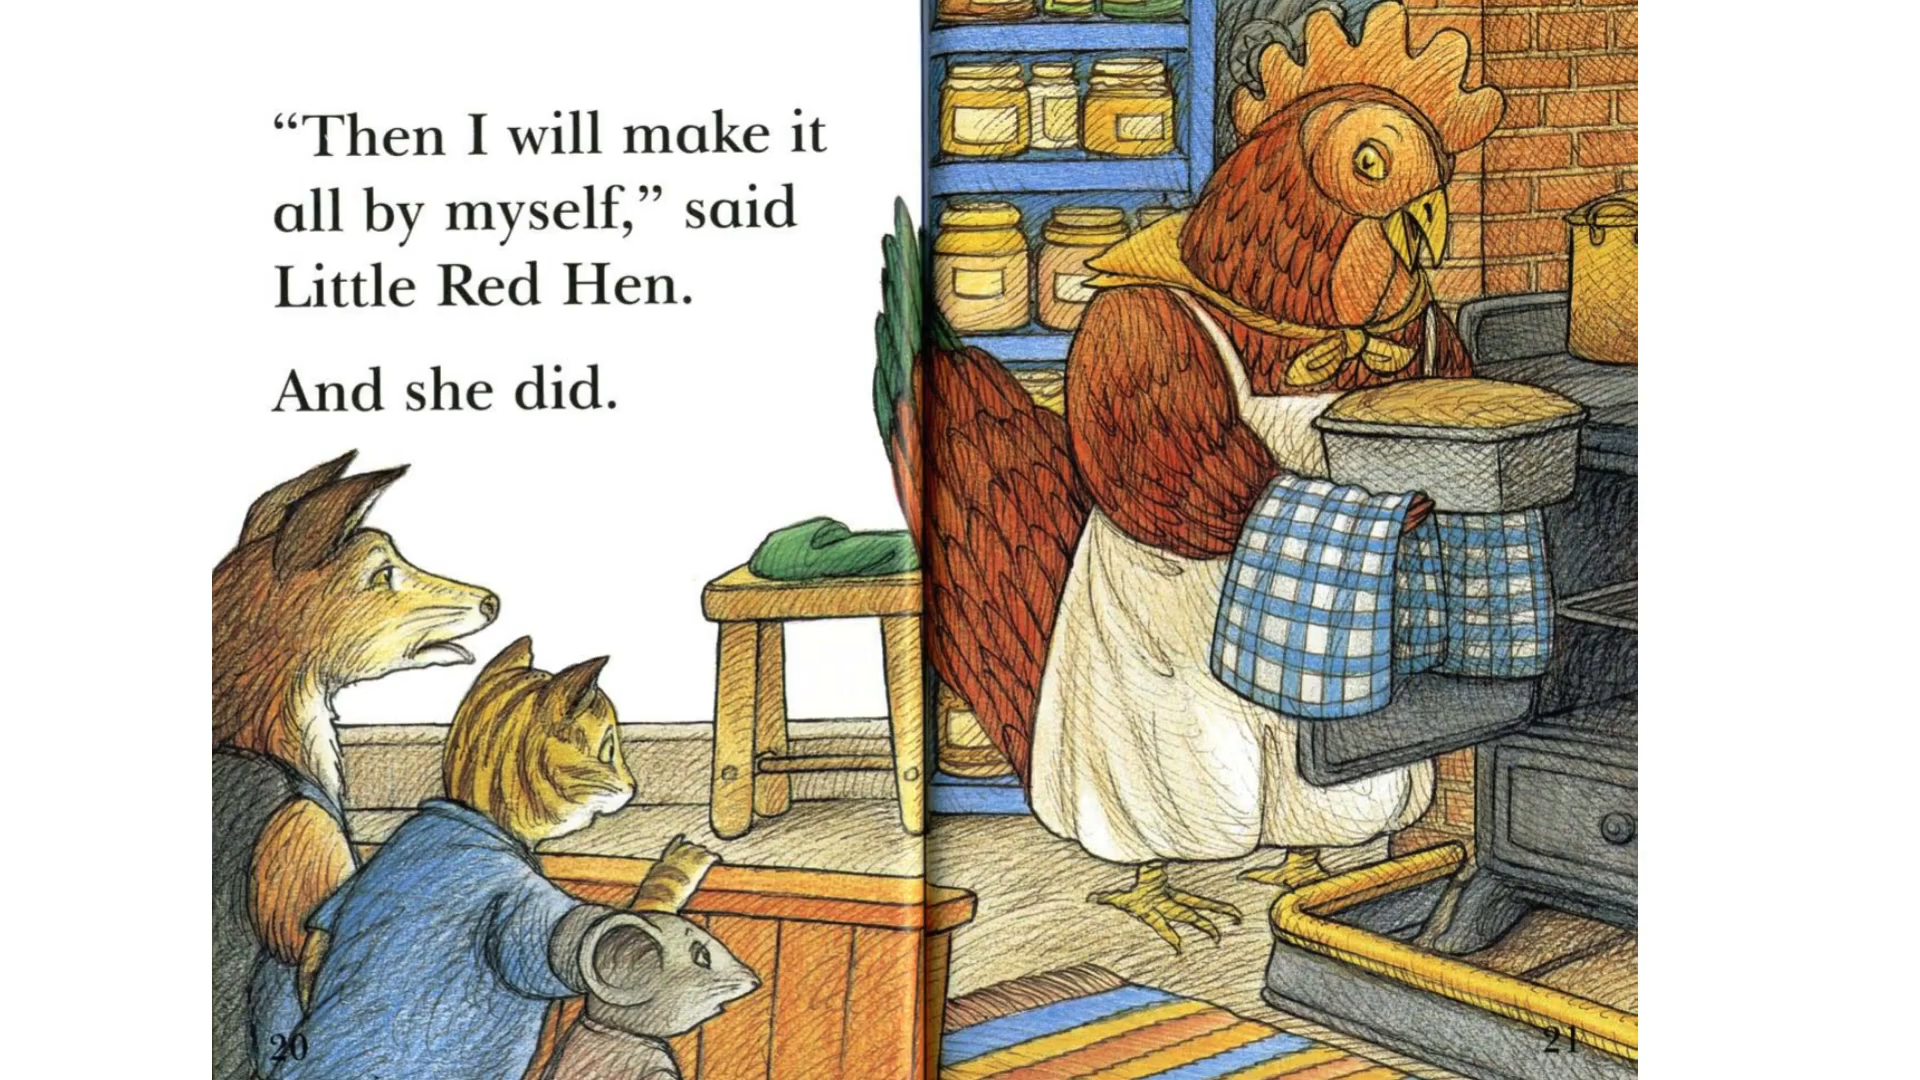 “Then I will make it
all by myself,” said
Little Red Hen.
And she did.
20
21